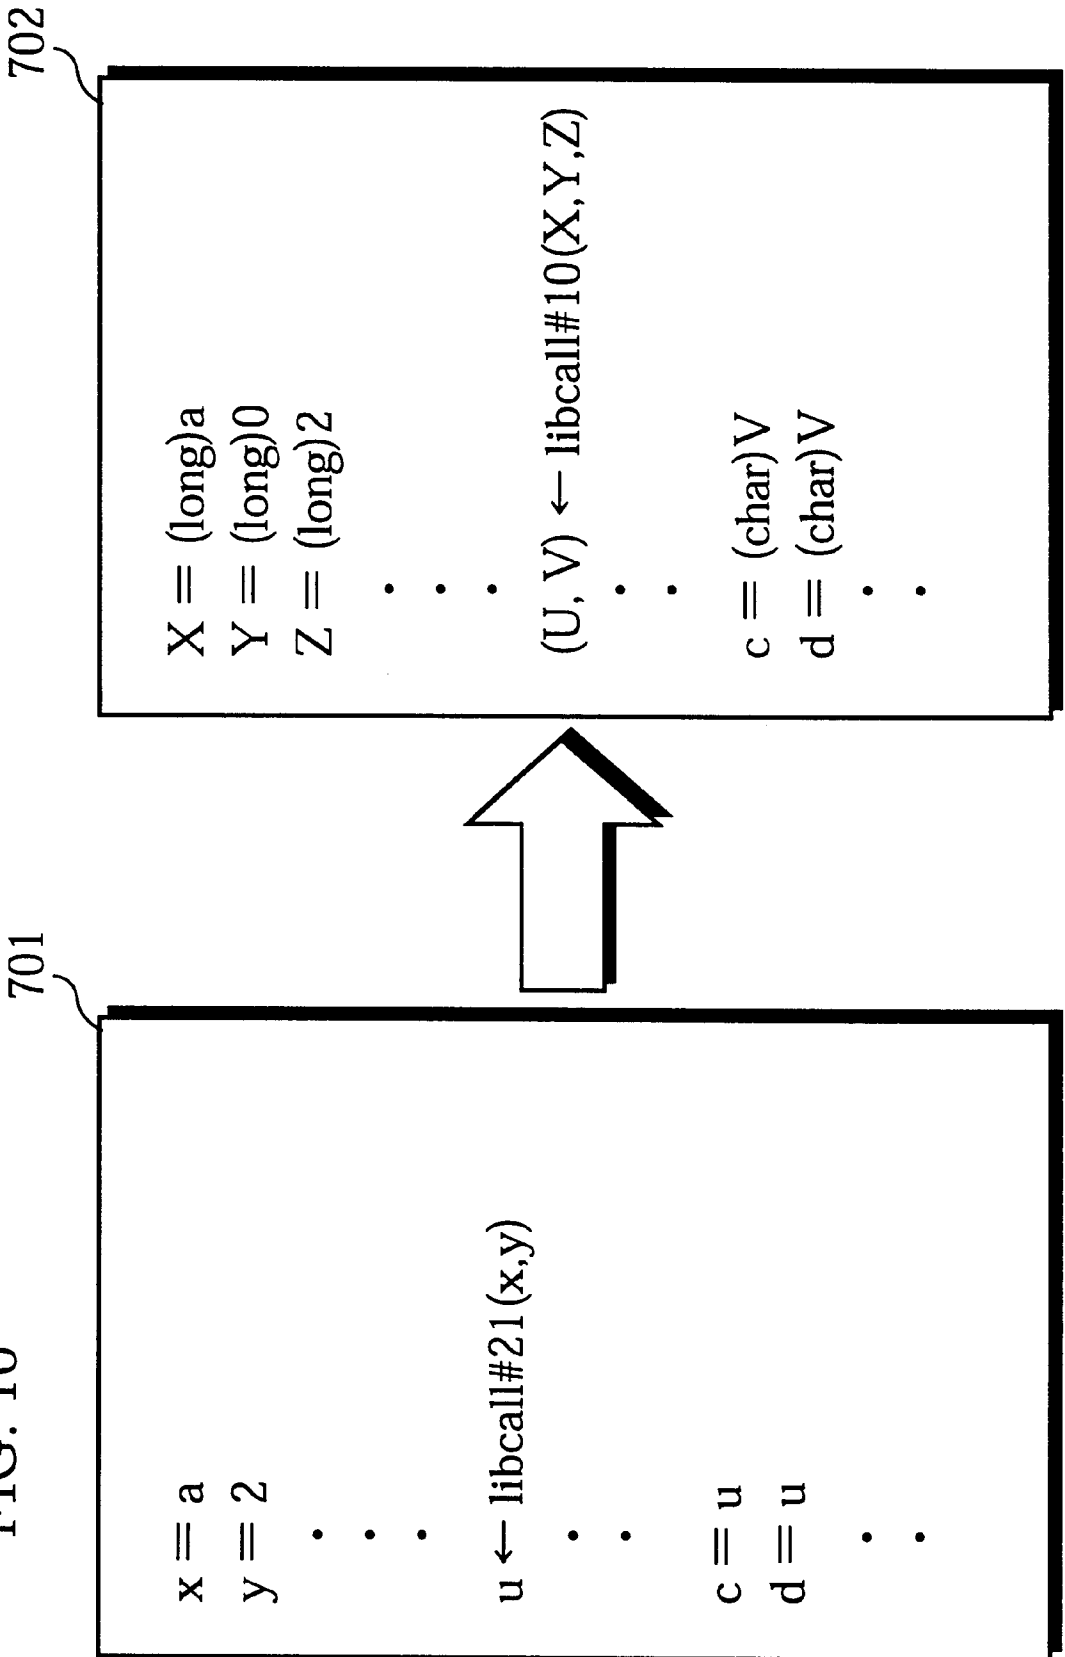 FIG. 10
701
x = a
y = 2
. . .
u ← libcall#21(x,y)
. .
c = u
d = u
. .
702
X = (long)a
Y = (long)0
Z = (long)2
. . .
(U, V) ← libcall#10(X,Y,Z)
. .
c = (char)V
d = (char)V
. .